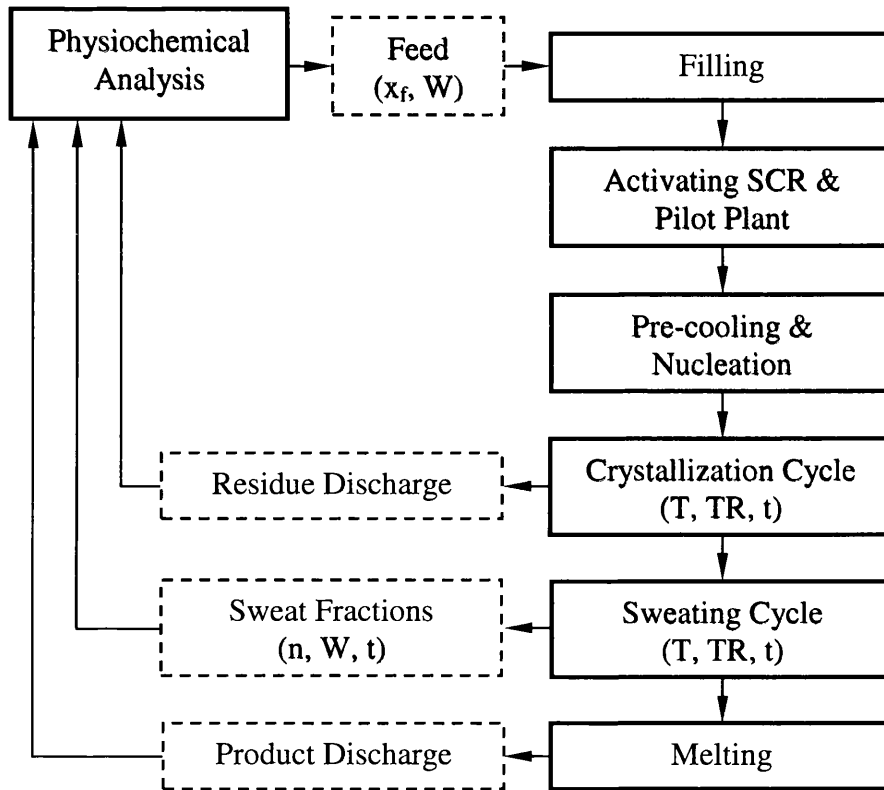 Physiochemical
Analysis
Feed
(x_f, W)
Filling
Activating SCR &
Pilot Plant
Pre-cooling &
Nucleation
Residue Discharge
Crystallization Cycle
(T, TR, t)
Sweat Fractions
(n, W, t)
Sweating Cycle
(T, TR, t)
Product Discharge
Melting